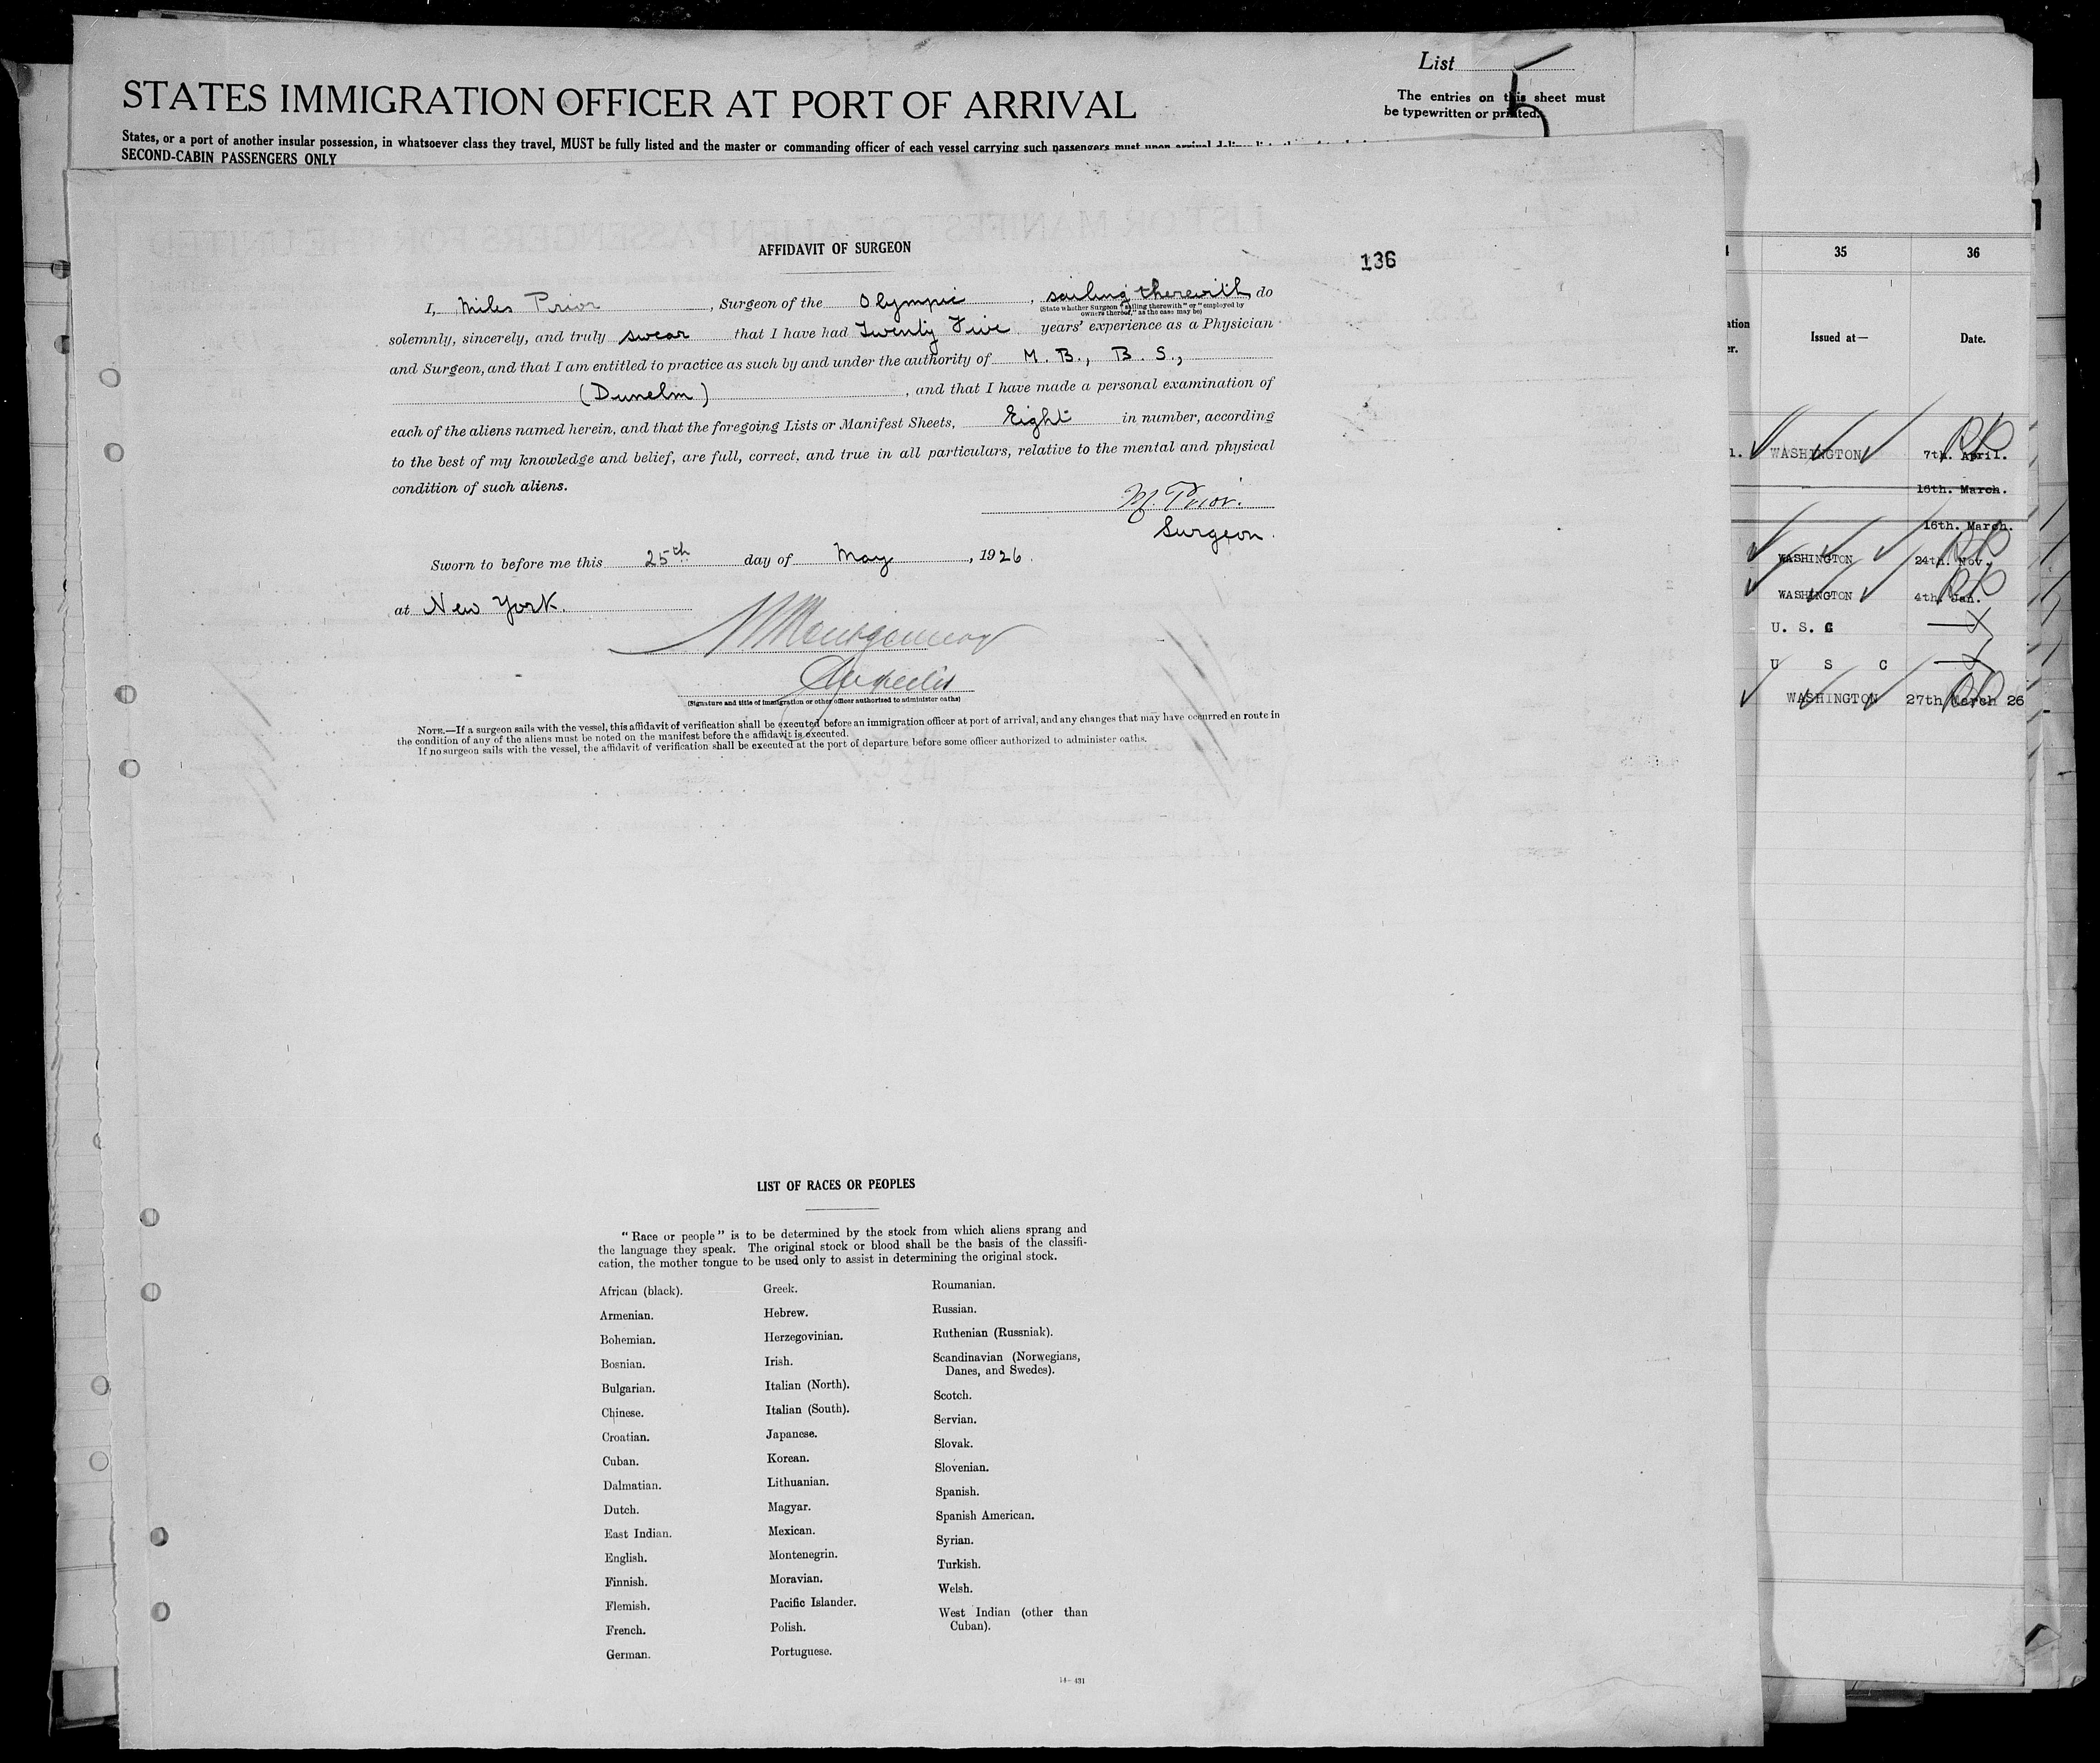 List
STATES IMMIGRATION OFFICER AT PORT OF ARRIVAL
The entries on this sheet must
be typewritten or printed.
States, or a port of another insular possession, in whatsoever class they travel, MUST be fully listed and the master or commanding officer of each vessel carrying such passengers must upon arrival
SECOND-CABIN PASSENGERS ONLY
AFFIDAVIT OF SURGEON
136
I, Miles Prior, Surgeon of the Olympic, sailing therewith, do
(State whether Surgeon "sailing therewith" or "employed by
owners thereof," as the case may be)
solemnly, sincerely, and truly swear that I have had Twenty Five years' experience as a Physician
and Surgeon, and that I am entitled to practice as such by and under the authority of M. B., B. S.,
(Dunelm), and that I have made a personal examination of
each of the aliens named herein, and that the foregoing Lists or Manifest Sheets, Eight in number, according
to the best of my knowledge and belief, are full, correct, and true in all particulars, relative to the mental and physical
condition of such aliens.
M. Prior.
Surgeon.
Sworn to before me this 25th day of May, 1926.
at New York.
Montgomery
(Signature and title of immigration or other officer authorized to administer oaths)
NOTE.—If a surgeon sails with the vessel, this affidavit of verification shall be executed before an immigration officer at port of arrival, and any changes that may have occurred en route in
the condition of any of the aliens must be noted on the manifest before the affidavit is executed.
If no surgeon sails with the vessel, the affidavit of verification shall be executed at the port of departure before some officer authorized to administer oaths.
LIST OF RACES OR PEOPLES
"Race or people" is to be determined by the stock from which aliens sprang and
the language they speak. The original stock or blood shall be the basis of the classifi-
cation, the mother tongue to be used only to assist in determining the original stock.
African (black).
Armenian.
Bohemian.
Bosnian.
Bulgarian.
Chinese.
Croatian.
Cuban.
Dalmatian.
Dutch.
East Indian.
English.
Finnish.
Flemish.
French.
German.
Greek.
Hebrew.
Herzegovinian.
Irish.
Italian (North).
Italian (South).
Japanese.
Korean.
Lithuanian.
Magyar.
Mexican.
Montenegrin.
Moravian.
Pacific Islander.
Polish.
Portuguese.
Roumanian.
Russian.
Ruthenian (Russniak).
Scandinavian (Norwegians,
Danes, and Swedes).
Scotch.
Servian.
Slovak.
Slovenian.
Spanish.
Spanish American.
Syrian.
Turkish.
Welsh.
West Indian (other than
Cuban).
14-431
35 36
Issued at— Date.
WASHINGTON 7th. April.
16th. March.
16th. March.
WASHINGTON 24th. Nov.
WASHINGTON 4th. Jan.
U. S. C
U S C
WASHINGTON 27th March 26